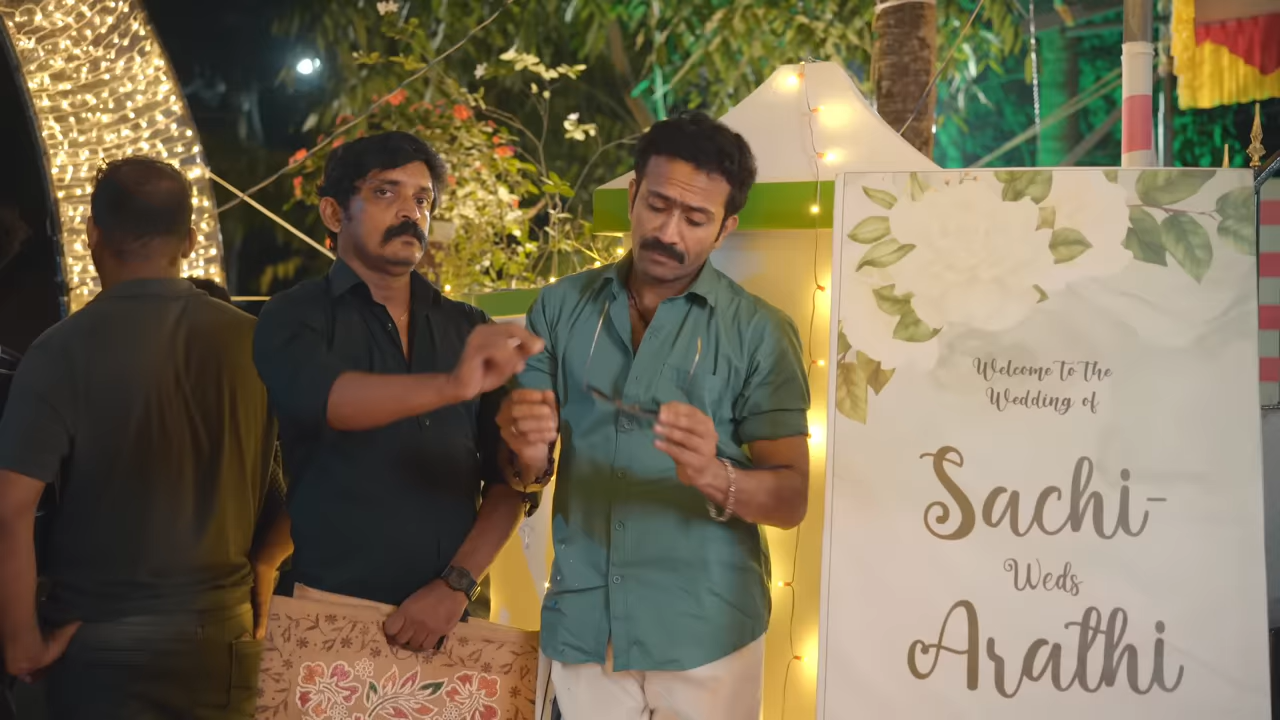 Welcome to the
Wedding of
Sachi-
Weds
Arathi